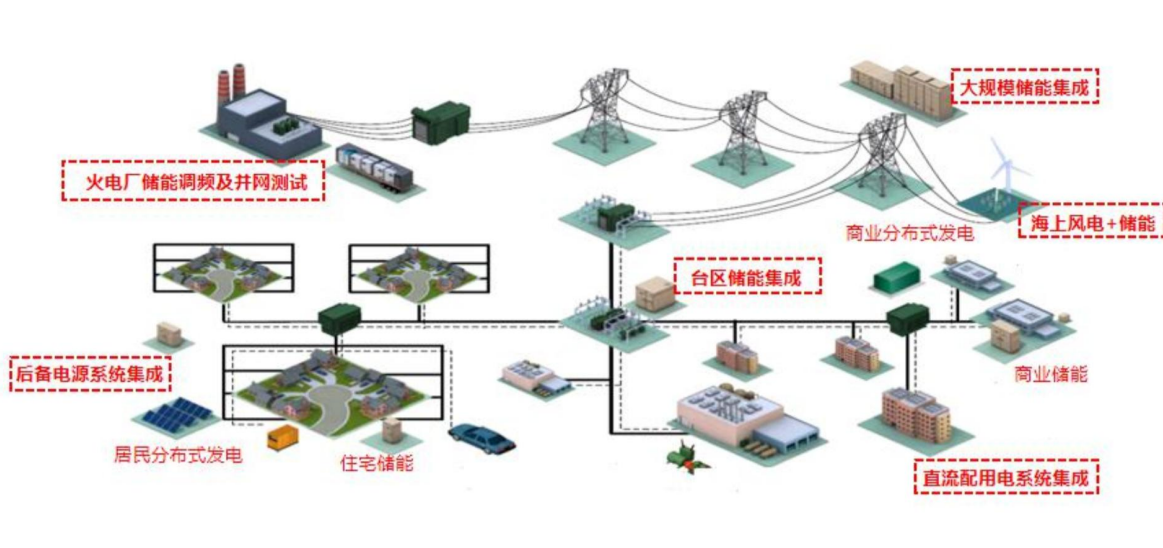 大规模储能集成
火电厂储能调频及并网测试
海上风电+储能
商业分布式发电
台区储能集成
后备电源系统集成
商业储能
居民分布式发电
住宅储能
直流配用电系统集成